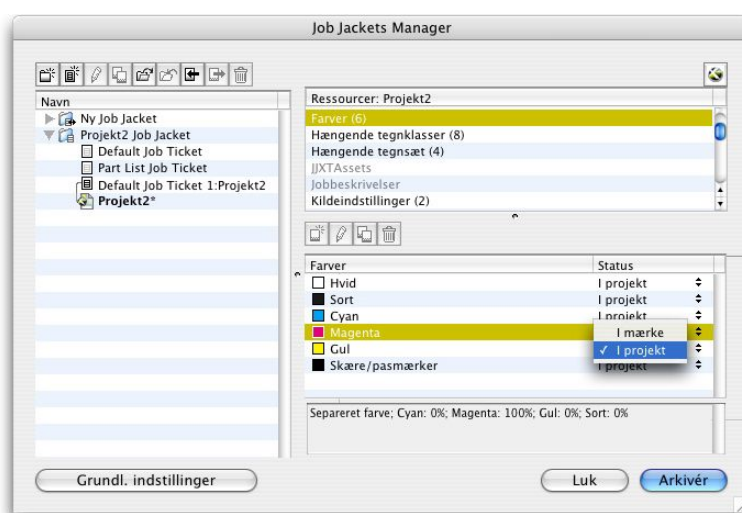 Job Jackets Manager
Navn
Ny Job Jacket
Projekt2 Job Jacket
Default Job Ticket
Part List Job Ticket
Default Job Ticket 1:Projekt2
Projekt2*
Ressourcer: Projekt2
Farver (6)
Hængende tegnklasser (8)
Hængende tegnsæt (4)
JJXTAssets
Jobbeskrivelser
Kildeindstillinger (2)
Farver Status
Hvid I projekt
Sort I projekt
Cyan I projekt
Magenta I mærke
Gul ✓ I projekt
Skære/pasmærker I projekt
Separeret farve; Cyan: 0%; Magenta: 100%; Gul: 0%; Sort: 0%
Grundl. indstillinger Luk Arkivér